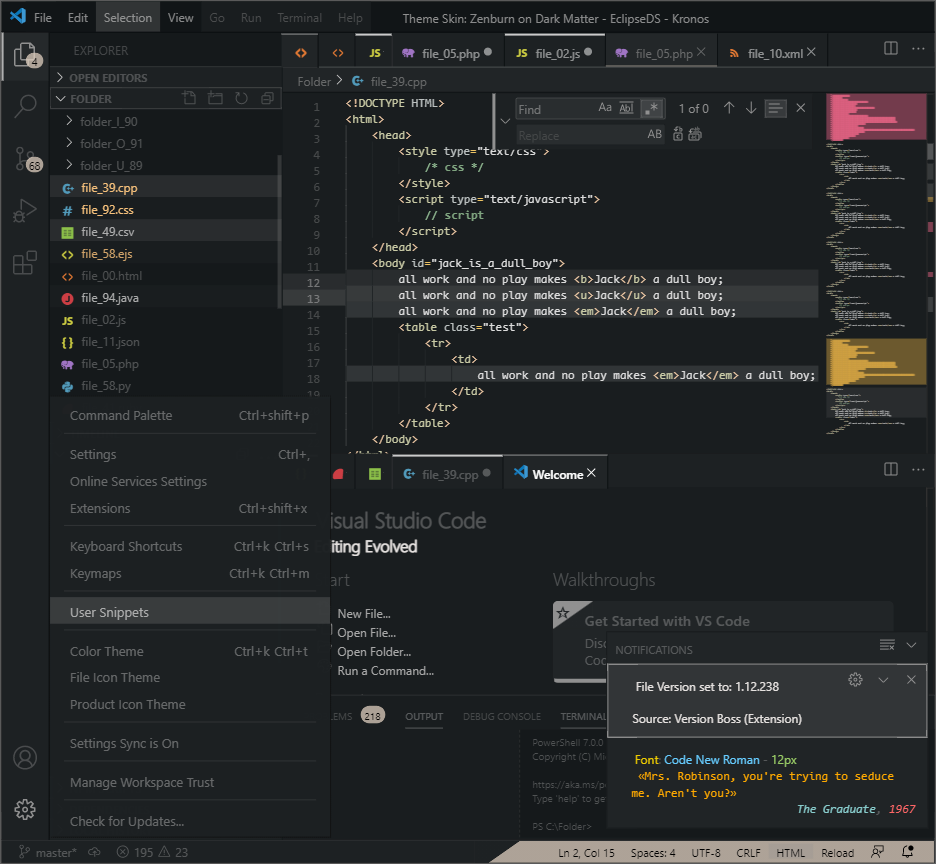 File Edit Selection View Go Run Terminal Help Theme Skin: Zenburn on Dark Matter - EclipseDS - Kronos
EXPLORER
JS file_05.php JS file_02.js file_05.php file_10.xml
4
OPEN EDITORS
FOLDER
folder_I_90
folder_O_91
folder_U_89
68
file_39.cpp
# file_92.css
file_49.csv
file_58.ejs
file_00.html
file_94.java
JS file_02.js
{} file_11.json
file_05.php
file_58.py
Folder > file_39.cpp
Find Aa Abl .* 1 of 0
Replace AB
1 <!DOCTYPE HTML>
2 <html>
3 <head>
4 <style type="text/css">
5 /* css */
6 </style>
7 <script type="text/javascript">
8 // script
9 </script>
10 </head>
11 <body id="jack_is_a_dull_boy">
12 all work and no play makes <b>Jack</b> a dull boy;
13 all work and no play makes <u>Jack</u> a dull boy;
14 all work and no play makes <em>Jack</em> a dull boy;
15 <table class="test">
16 <tr>
17 <td>
18 all work and no play makes <em>Jack</em> a dull boy;
19 </td>
</tr>
</table>
</body>
Command Palette Ctrl+shift+p
Settings Ctrl+,
Online Services Settings
Extensions Ctrl+shift+x
Keyboard Shortcuts Ctrl+k Ctrl+s
Keymaps Ctrl+k Ctrl+m
User Snippets
Color Theme Ctrl+k Ctrl+t
File Icon Theme
Product Icon Theme
Settings Sync is On
Manage Workspace Trust
Check for Updates...
file_39.cpp Welcome
isual Studio Code
iting Evolved
art
New File...
Open File...
Open Folder...
Run a Command...
Walkthroughs
Get Started with VS Code
NOTIFICATIONS
File Version set to: 1.12.238
Source: Version Boss (Extension)
Font: Code New Roman - 12px
«Mrs. Robinson, you're trying to seduce
me. Aren't you?»
The Graduate, 1967
LEMS 218 OUTPUT DEBUG CONSOLE TERMINAL
PowerShell 7.0.0
Copyright (C) Mi
https://aka.ms/p
Type 'help' to ge
PS C:\Folder>
master* 195 23 Ln 2, Col 15 Spaces: 4 UTF-8 CRLF HTML Reload